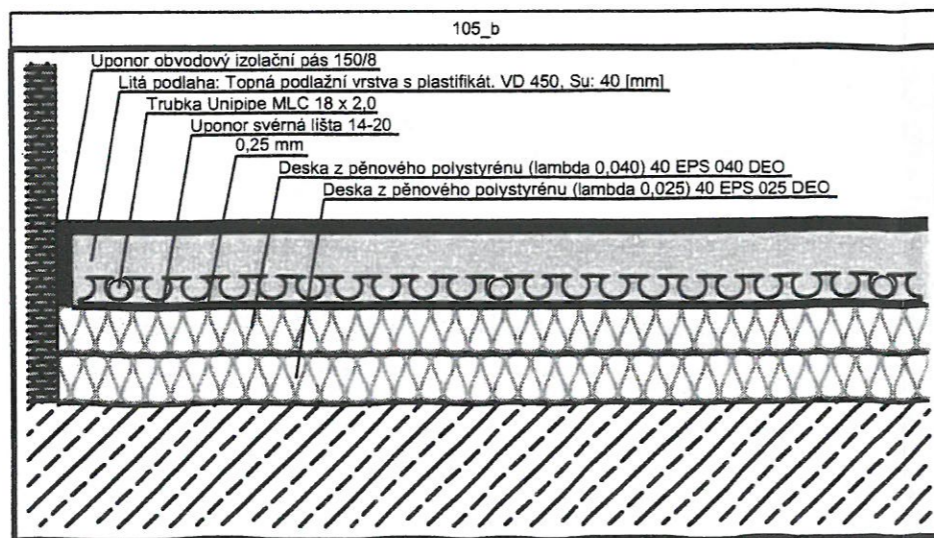 105_b
Uponor obvodový izolační pás 150/8
Litá podlaha: Topná podlažní vrstva s plastifikát. VD 450, Su: 40 [mm]
Trubka Unipipe MLC 18 x 2,0
Uponor svěrná lišta 14-20
0,25 mm
Deska z pěnového polystyrénu (lambda 0,040) 40 EPS 040 DEO
Deska z pěnového polystyrénu (lambda 0,025) 40 EPS 025 DEO